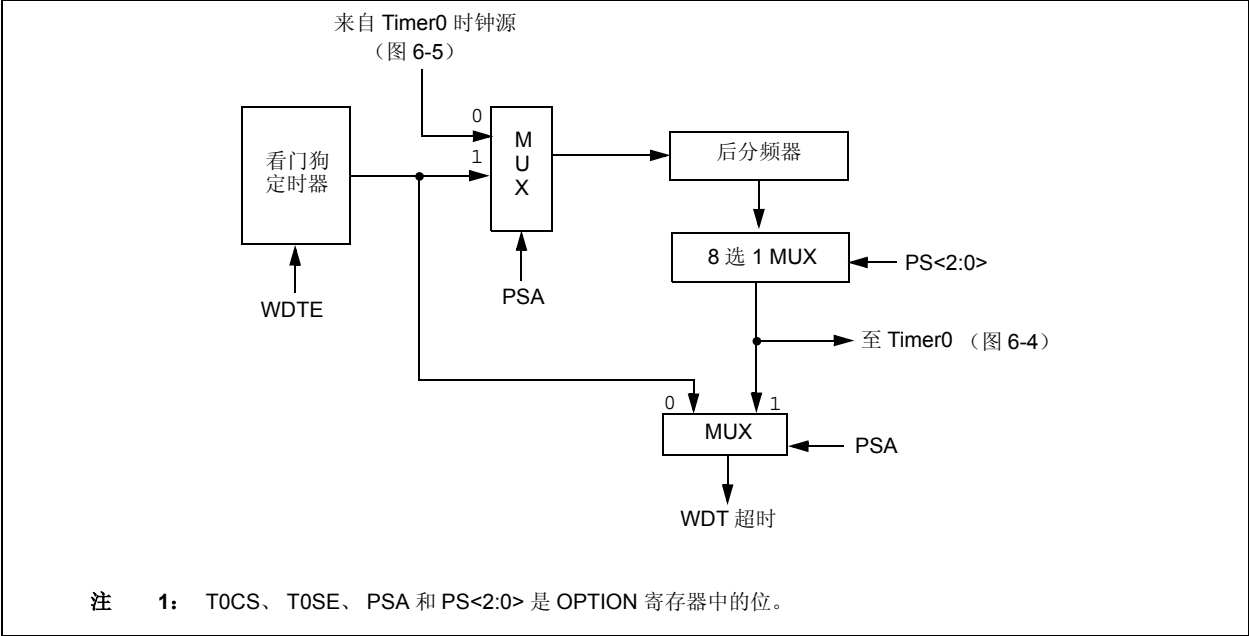 来自 Timer0 时钟源
（图 6-5）
0
1
M
U
X
看门狗
定时器
后分频器
8 选 1 MUX
PS<2:0>
PSA
WDTE
至 Timer0 （图 6-4）
0
1
MUX
PSA
WDT 超时
注 1： T0CS、 T0SE、 PSA 和 PS<2:0> 是 OPTION 寄存器中的位。